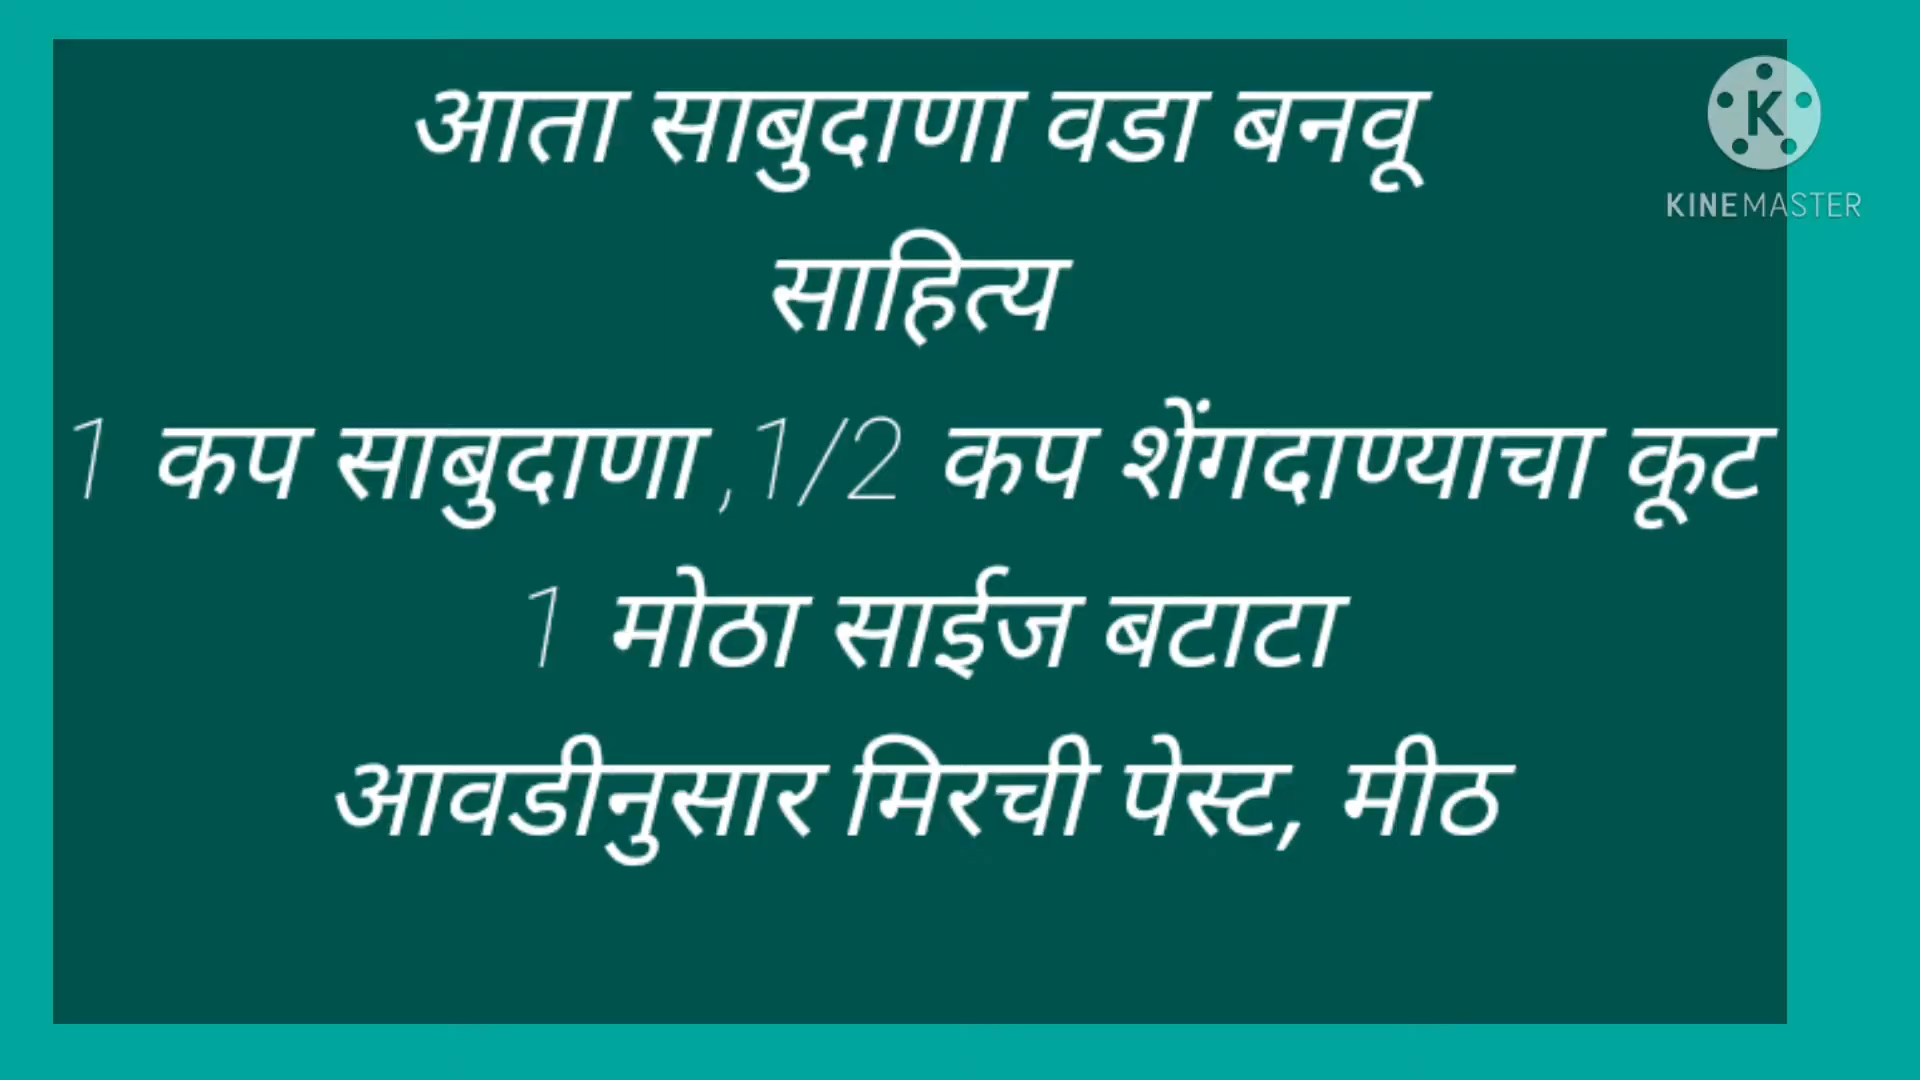 आता साबुदाणा वडा बनवू
साहित्य
1 कप साबुदाणा ,1/2 कप शेंगदाण्याचा कूट
1 मोठा साईज बटाटा
आवडीनुसार मिरची पेस्ट, मीठ
K
KINEMASTER